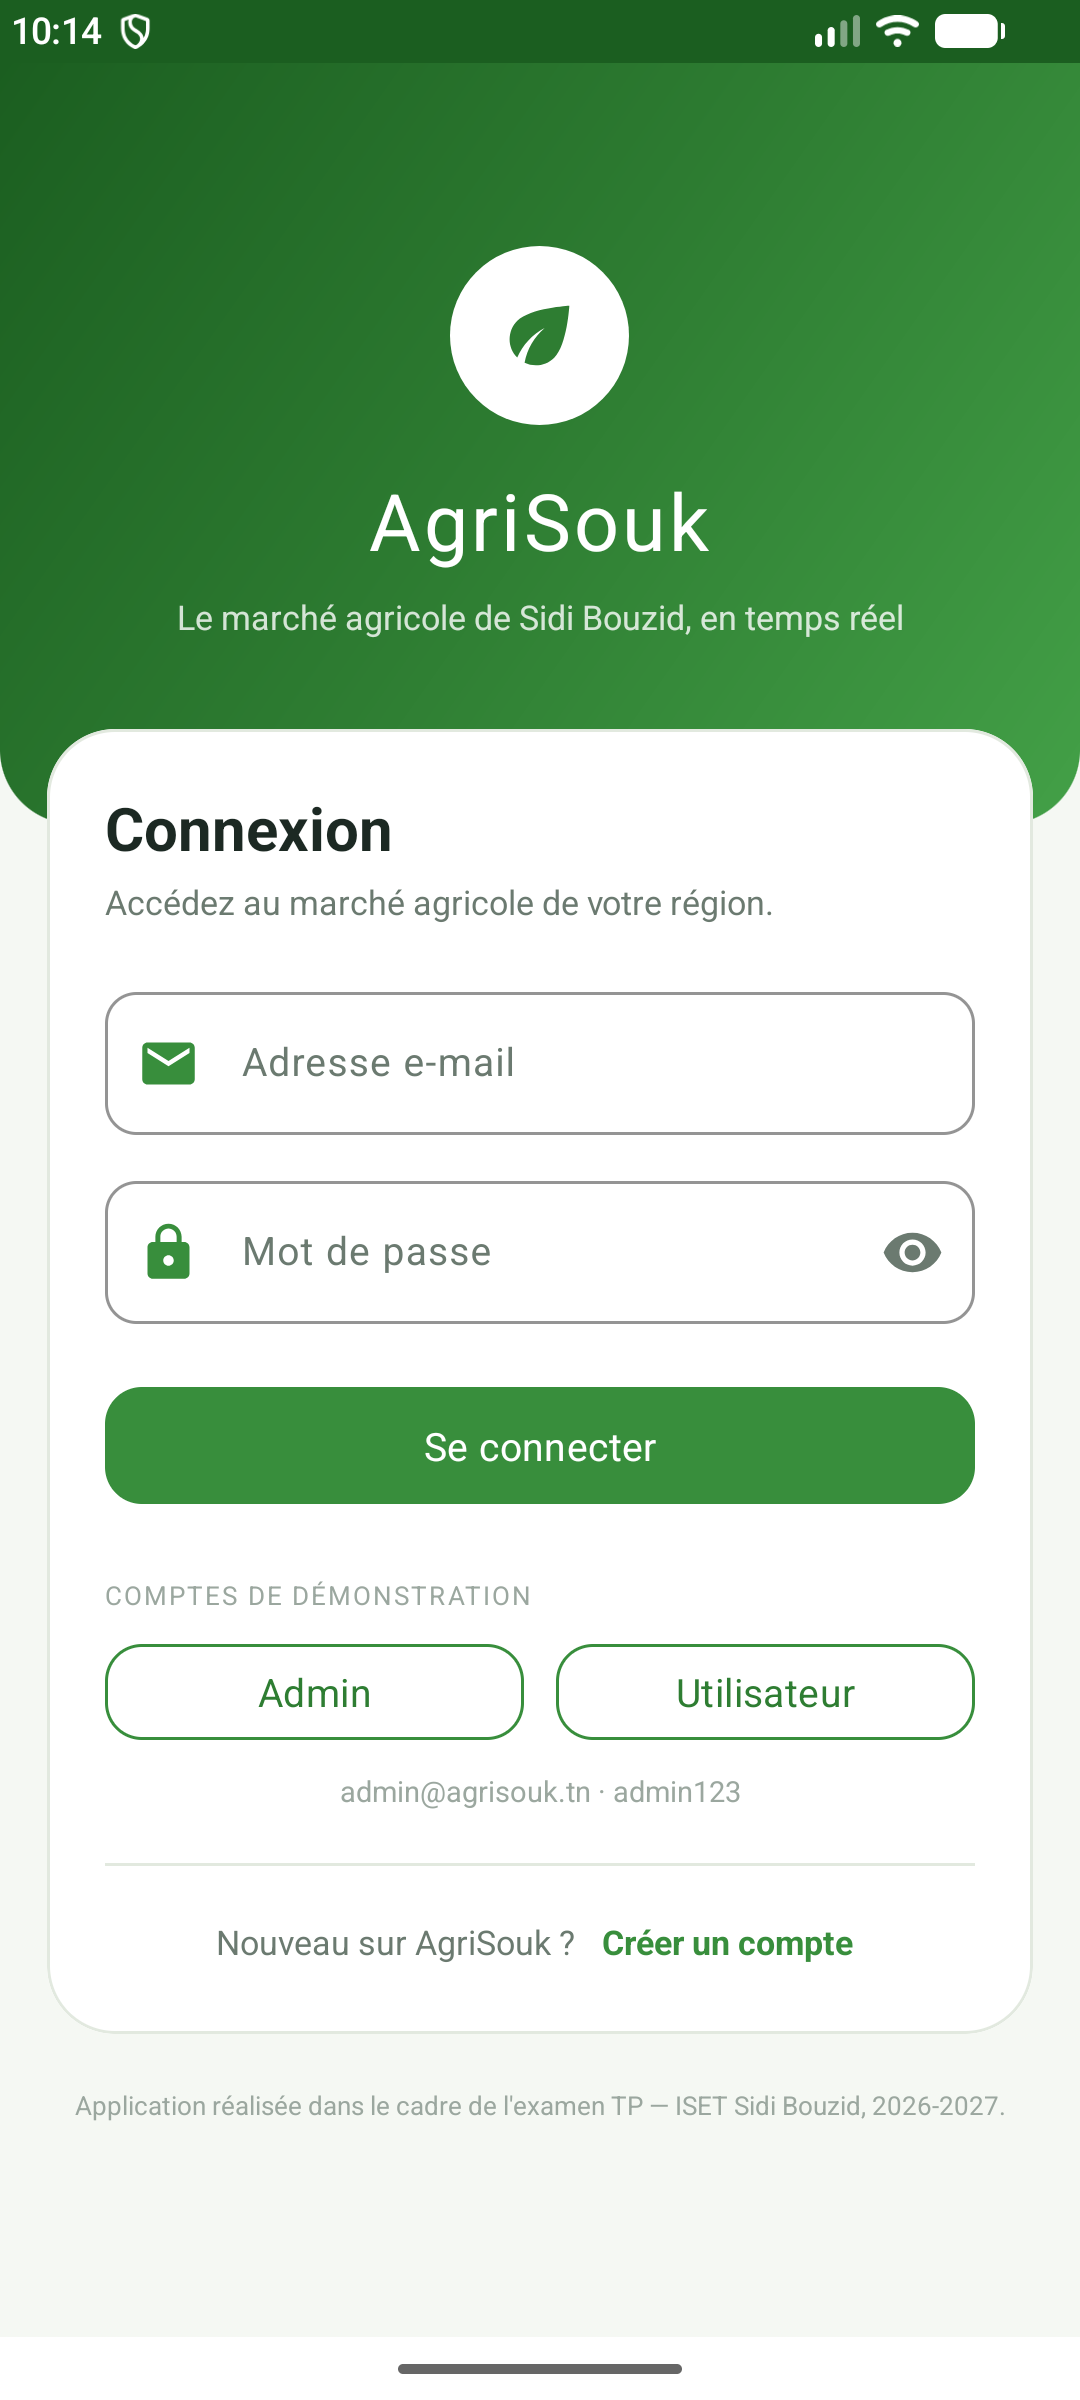 10:14
AgriSouk
Le marché agricole de Sidi Bouzid, en temps réel
Connexion
Accédez au marché agricole de votre région.
Adresse e-mail
Mot de passe
Se connecter
COMPTES DE DÉMONSTRATION
Admin
Utilisateur
admin@agrisouk.tn · admin123
Nouveau sur AgriSouk ? Créer un compte
Application réalisée dans le cadre de l'examen TP — ISET Sidi Bouzid, 2026-2027.